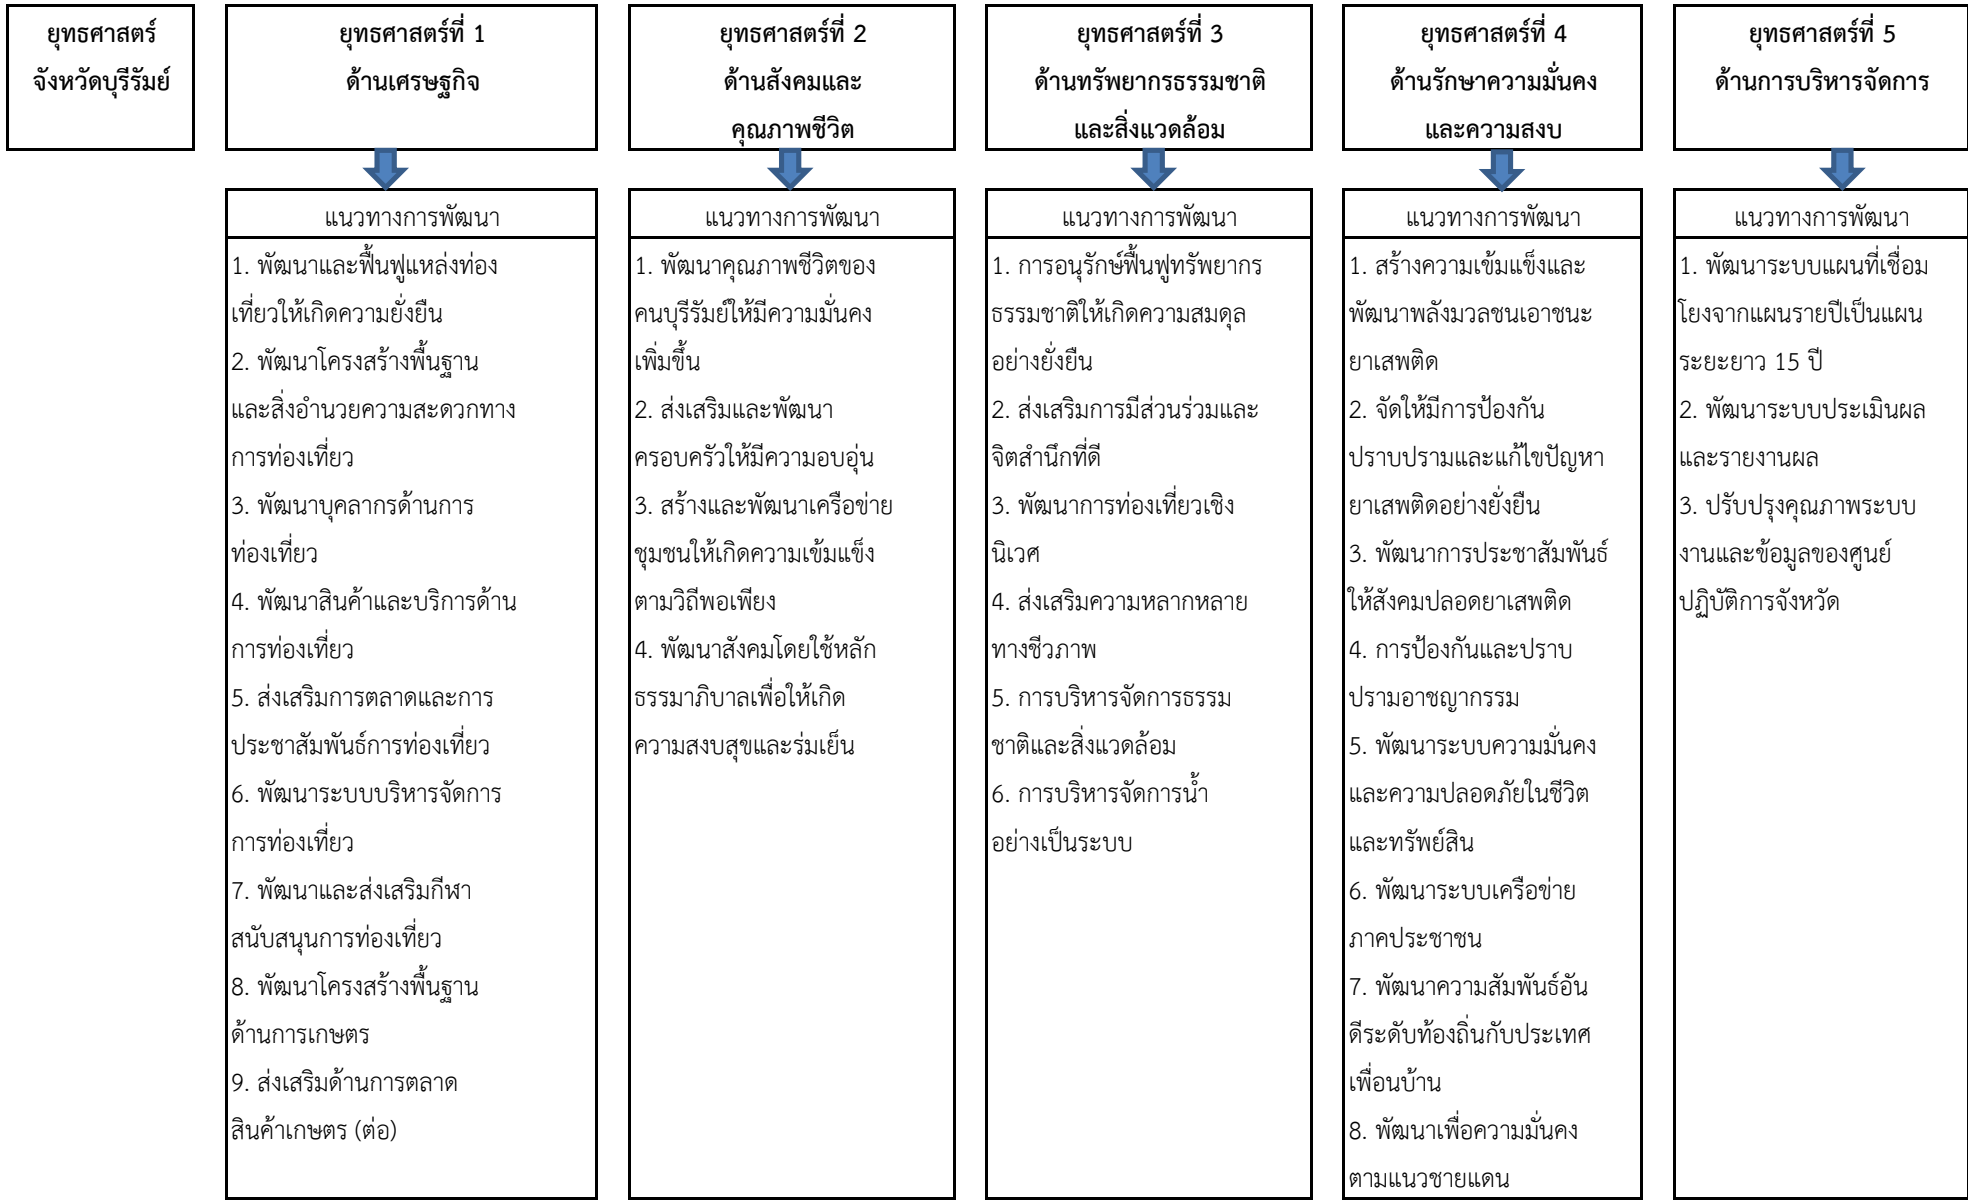 ยุทธศาสตร์
จังหวัดบุรีรัมย์
ยุทธศาสตร์ที่ 1
ด้านเศรษฐกิจ
ยุทธศาสตร์ที่ 2
ด้านสังคมและ
คุณภาพชีวิต
ยุทธศาสตร์ที่ 3
ด้านทรัพยากรธรรมชาติ
และสิ่งแวดล้อม
ยุทธศาสตร์ที่ 4
ด้านรักษาความมั่นคง
และความสงบ
ยุทธศาสตร์ที่ 5
ด้านการบริหารจัดการ
แนวทางการพัฒนา
1. พัฒนาและฟื้นฟูแหล่งท่อง
เที่ยวให้เกิดความยั่งยืน
2. พัฒนาโครงสร้างพื้นฐาน
และสิ่งอำนวยความสะดวกทาง
การท่องเที่ยว
3. พัฒนาบุคลากรด้านการ
ท่องเที่ยว
4. พัฒนาสินค้าและบริการด้าน
การท่องเที่ยว
5. ส่งเสริมการตลาดและการ
ประชาสัมพันธ์การท่องเที่ยว
6. พัฒนาระบบบริหารจัดการ
การท่องเที่ยว
7. พัฒนาและส่งเสริมกีฬา
สนับสนุนการท่องเที่ยว
8. พัฒนาโครงสร้างพื้นฐาน
ด้านการเกษตร
9. ส่งเสริมด้านการตลาด
สินค้าเกษตร (ต่อ)
แนวทางการพัฒนา
1. พัฒนาคุณภาพชีวิตของ
คนบุรีรัมย์ให้มีความมั่นคง
เพิ่มขึ้น
2. ส่งเสริมและพัฒนา
ครอบครัวให้มีความอบอุ่น
3. สร้างและพัฒนาเครือข่าย
ชุมชนให้เกิดความเข้มแข็ง
ตามวิถีพอเพียง
4. พัฒนาสังคมโดยใช้หลัก
ธรรมาภิบาลเพื่อให้เกิด
ความสงบสุขและร่มเย็น
แนวทางการพัฒนา
1. การอนุรักษ์ฟื้นฟูทรัพยากร
ธรรมชาติให้เกิดความสมดุล
อย่างยั่งยืน
2. ส่งเสริมการมีส่วนร่วมและ
จิตสำนึกที่ดี
3. พัฒนาการท่องเที่ยวเชิง
นิเวศ
4. ส่งเสริมความหลากหลาย
ทางชีวภาพ
5. การบริหารจัดการธรรม
ชาติและสิ่งแวดล้อม
6. การบริหารจัดการน้ำ
อย่างเป็นระบบ
แนวทางการพัฒนา
1. สร้างความเข้มแข็งและ
พัฒนาพลังมวลชนเอาชนะ
ยาเสพติด
2. จัดให้มีการป้องกัน
ปราบปรามและแก้ไขปัญหา
ยาเสพติดอย่างยั่งยืน
3. พัฒนาการประชาสัมพันธ์
ให้สังคมปลอดยาเสพติด
4. การป้องกันและปราบ
ปรามอาชญากรรม
5. พัฒนาระบบความมั่นคง
และความปลอดภัยในชีวิต
และทรัพย์สิน
6. พัฒนาระบบเครือข่าย
ภาคประชาชน
7. พัฒนาความสัมพันธ์อัน
ดีระดับท้องถิ่นกับประเทศ
เพื่อนบ้าน
8. พัฒนาเพื่อความมั่นคง
ตามแนวชายแดน
แนวทางการพัฒนา
1. พัฒนาระบบแผนที่เชื่อม
โยงจากแผนรายปีเป็นแผน
ระยะยาว 15 ปี
2. พัฒนาระบบประเมินผล
และรายงานผล
3. ปรับปรุงคุณภาพระบบ
งานและข้อมูลของศูนย์
ปฏิบัติการจังหวัด